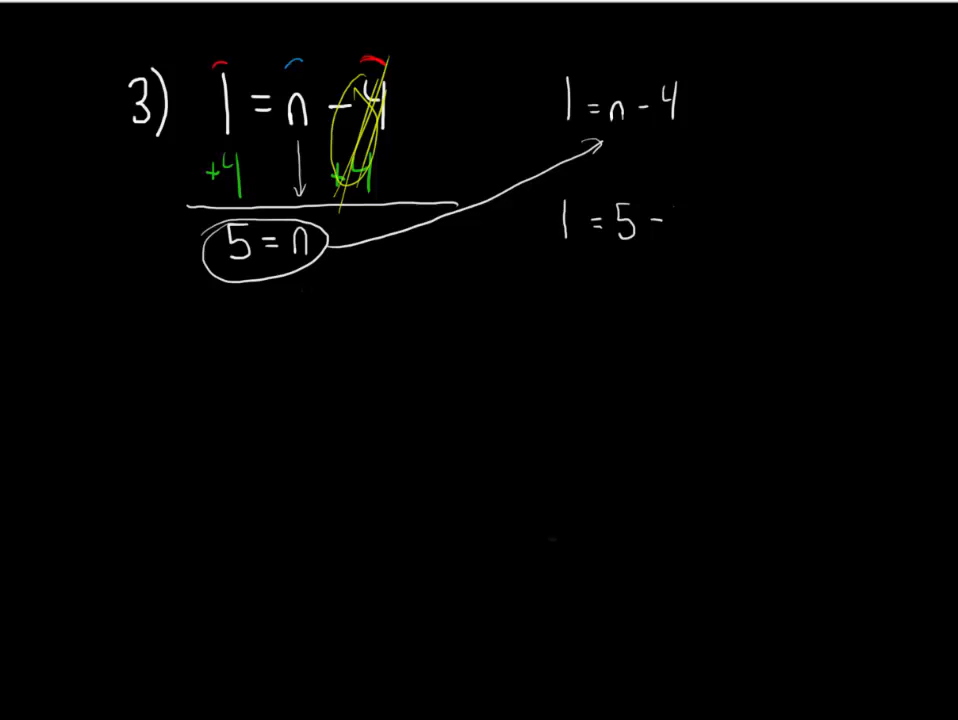 3) 1 = n - 4
+4 +4
5 = n
1 = n - 4
1 = 5 -